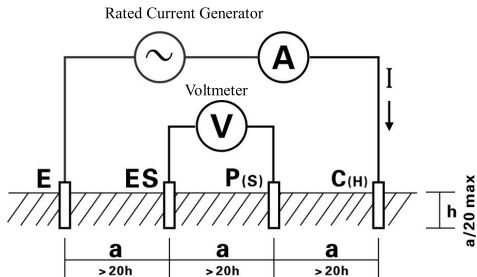 Rated Current Generator
A
I
Voltmeter
V
E
ES
P(S)
C(H)
h
a/20 max
a
a
a
>20h
>20h
>20h